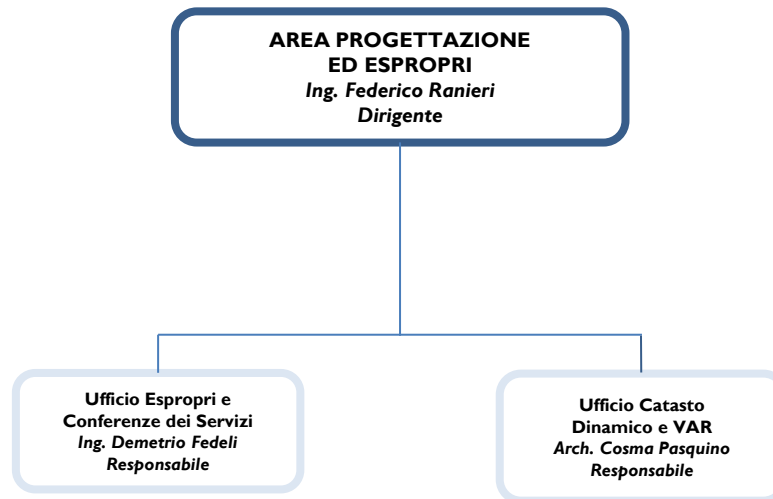 AREA PROGETTAZIONE
ED ESPROPRI
Ing. Federico Ranieri
Dirigente
Ufficio Espropri e
Conferenze dei Servizi
Ing. Demetrio Fedeli
Responsabile
Ufficio Catasto
Dinamico e VAR
Arch. Cosma Pasquino
Responsabile